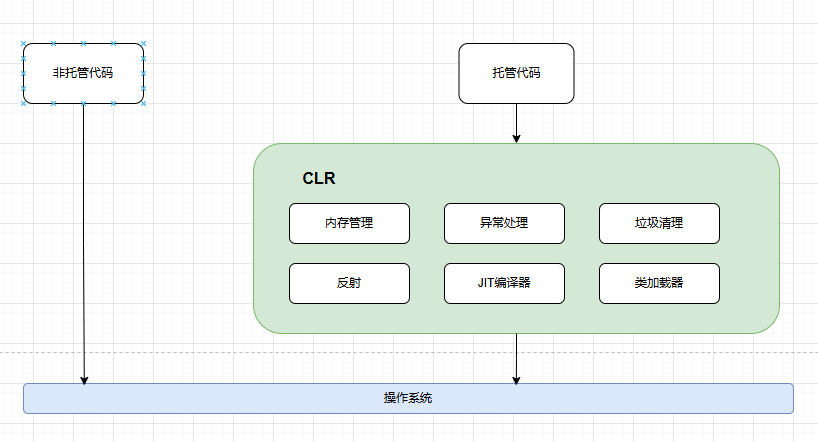 非托管代码
托管代码
CLR
内存管理
异常处理
垃圾清理
反射
JIT编译器
类加载器
操作系统